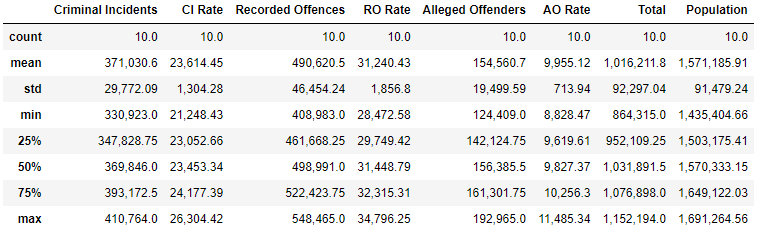 Criminal Incidents CI Rate Recorded Offences RO Rate Alleged Offenders AO Rate Total Population
count 10.0 10.0 10.0 10.0 10.0 10.0 10.0 10.0
mean 371,030.6 23,614.45 490,620.5 31,240.43 154,560.7 9,955.12 1,016,211.8 1,571,185.91
std 29,772.09 1,304.28 46,454.24 1,856.8 19,499.59 713.94 92,297.04 91,479.24
min 330,923.0 21,248.43 408,983.0 28,472.58 124,409.0 8,828.47 864,315.0 1,435,404.66
25% 347,828.75 23,052.66 461,668.25 29,749.42 142,124.75 9,619.61 952,109.25 1,503,175.41
50% 369,846.0 23,453.34 498,991.0 31,448.79 156,385.5 9,827.37 1,031,891.5 1,570,333.15
75% 393,172.5 24,177.39 522,423.75 32,315.31 161,301.75 10,256.3 1,076,898.0 1,649,122.03
max 410,764.0 26,304.42 548,465.0 34,796.25 192,965.0 11,485.34 1,152,194.0 1,691,264.56